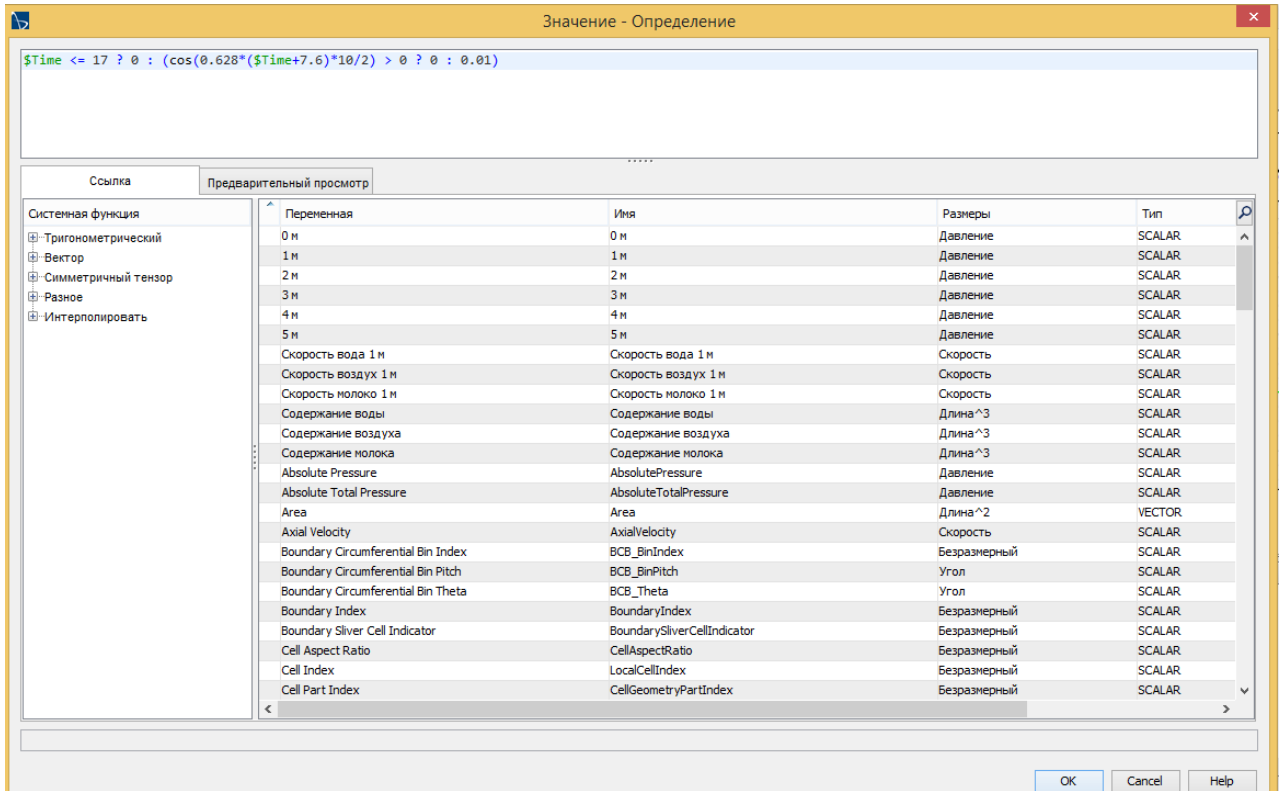 Значение - Определение
$Time <= 17 ? 0 : (cos(0.628*($Time+7.6)*10/2) > 0 ? 0 : 0.01)
Ссылка Предварительный просмотр
Системная функция
Тригонометрический
Вектор
Симметричный тензор
Разное
Интерполировать
Переменная Имя Размеры Тип
0 м 0 м Давление SCALAR
1 м 1 м Давление SCALAR
2 м 2 м Давление SCALAR
3 м 3 м Давление SCALAR
4 м 4 м Давление SCALAR
5 м 5 м Давление SCALAR
Скорость вода 1 м Скорость вода 1 м Скорость SCALAR
Скорость воздух 1 м Скорость воздух 1 м Скорость SCALAR
Скорость молоко 1 м Скорость молоко 1 м Скорость SCALAR
Содержание воды Содержание воды Длина^3 SCALAR
Содержание воздуха Содержание воздуха Длина^3 SCALAR
Содержание молока Содержание молока Длина^3 SCALAR
Absolute Pressure AbsolutePressure Давление SCALAR
Absolute Total Pressure AbsoluteTotalPressure Давление SCALAR
Area Area Длина^2 VECTOR
Axial Velocity AxialVelocity Скорость SCALAR
Boundary Circumferential Bin Index BCB_BinIndex Безразмерный SCALAR
Boundary Circumferential Bin Pitch BCB_BinPitch Угол SCALAR
Boundary Circumferential Bin Theta BCB_Theta Угол SCALAR
Boundary Index BoundaryIndex Безразмерный SCALAR
Boundary Sliver Cell Indicator BoundarySliverCellIndicator Безразмерный SCALAR
Cell Aspect Ratio CellAspectRatio Безразмерный SCALAR
Cell Index LocalCellIndex Безразмерный SCALAR
Cell Part Index CellGeometryPartIndex Безразмерный SCALAR
OK Cancel Help